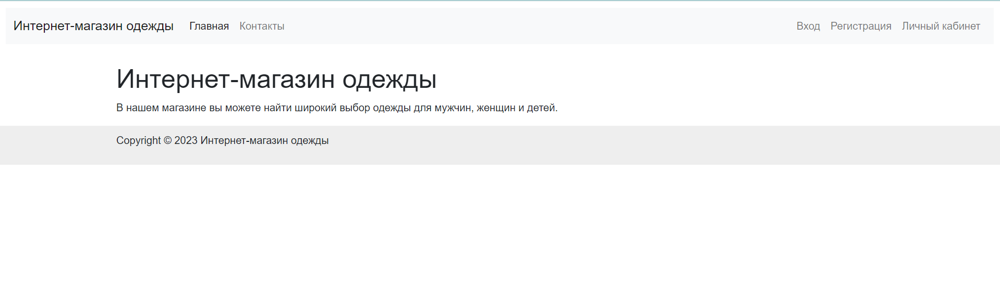 Интернет-магазин одежды Главная Контакты Вход Регистрация Личный кабинет
Интернет-магазин одежды
В нашем магазине вы можете найти широкий выбор одежды для мужчин, женщин и детей.
Copyright © 2023 Интернет-магазин одежды